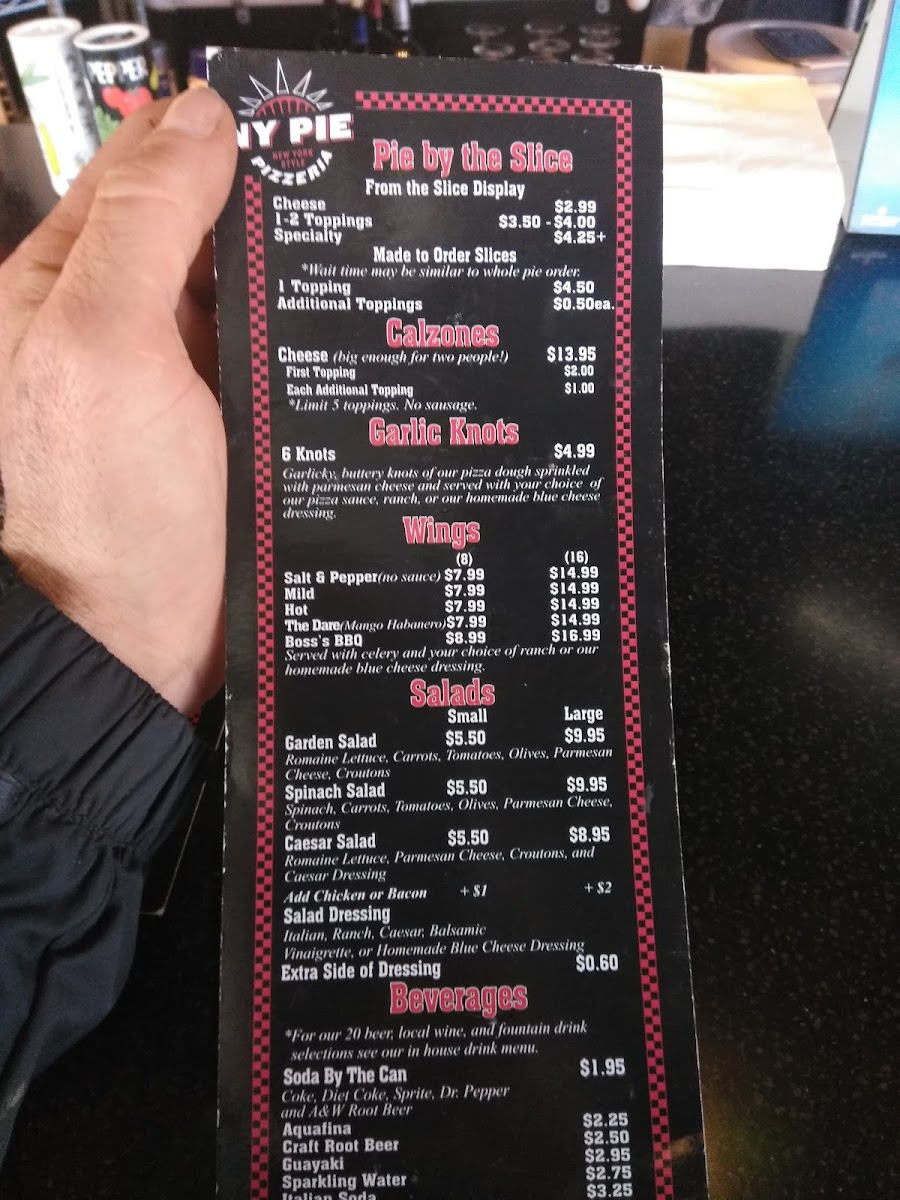 PEPPER
NY PIE
NEW YORK
STYLE
PIZZERIA
Pie by the Slice
From the Slice Display
Cheese $2.99
1-2 Toppings $3.50 - $4.00
Specialty $4.25+
Made to Order Slices
*Wait time may be similar to whole pie order.
1 Topping $4.50
Additional Toppings $0.50ea.
Calzones
Cheese (big enough for two people!) $13.95
First Topping $2.00
Each Additional Topping $1.00
*Limit 5 toppings. No sausage.
Garlic Knots
6 Knots $4.99
Garlicky, buttery knots of our pizza dough sprinkled
with parmesan cheese and served with your choice of
our pizza sauce, ranch, or our homemade blue cheese
dressing.
Wings
(8) (16)
Salt & Pepper(no sauce) $7.99 $14.99
Mild $7.99 $14.99
Hot $7.99 $14.99
The Dare(Mango Habanero)$7.99 $14.99
Boss's BBQ $8.99 $16.99
Served with celery and your choice of ranch or our
homemade blue cheese dressing.
Salads
Small Large
Garden Salad $5.50 $9.95
Romaine Lettuce, Carrots, Tomatoes, Olives, Parmesan
Cheese, Croutons
Spinach Salad $5.50 $9.95
Spinach, Carrots, Tomatoes, Olives, Parmesan Cheese,
Croutons
Caesar Salad $5.50 $8.95
Romaine Lettuce, Parmesan Cheese, Croutons, and
Caesar Dressing
Add Chicken or Bacon + $1 + $2
Salad Dressing
Italian, Ranch, Caesar, Balsamic
Vinaigrette, or Homemade Blue Cheese Dressing
Extra Side of Dressing $0.60
Beverages
*For our 20 beer, local wine, and fountain drink
selections see our in house drink menu.
Soda By The Can $1.95
Coke, Diet Coke, Sprite, Dr. Pepper
and A&W Root Beer
Aquafina $2.25
Craft Root Beer $2.50
Guayaki $2.95
Sparkling Water $2.75
Italian Soda $3.25